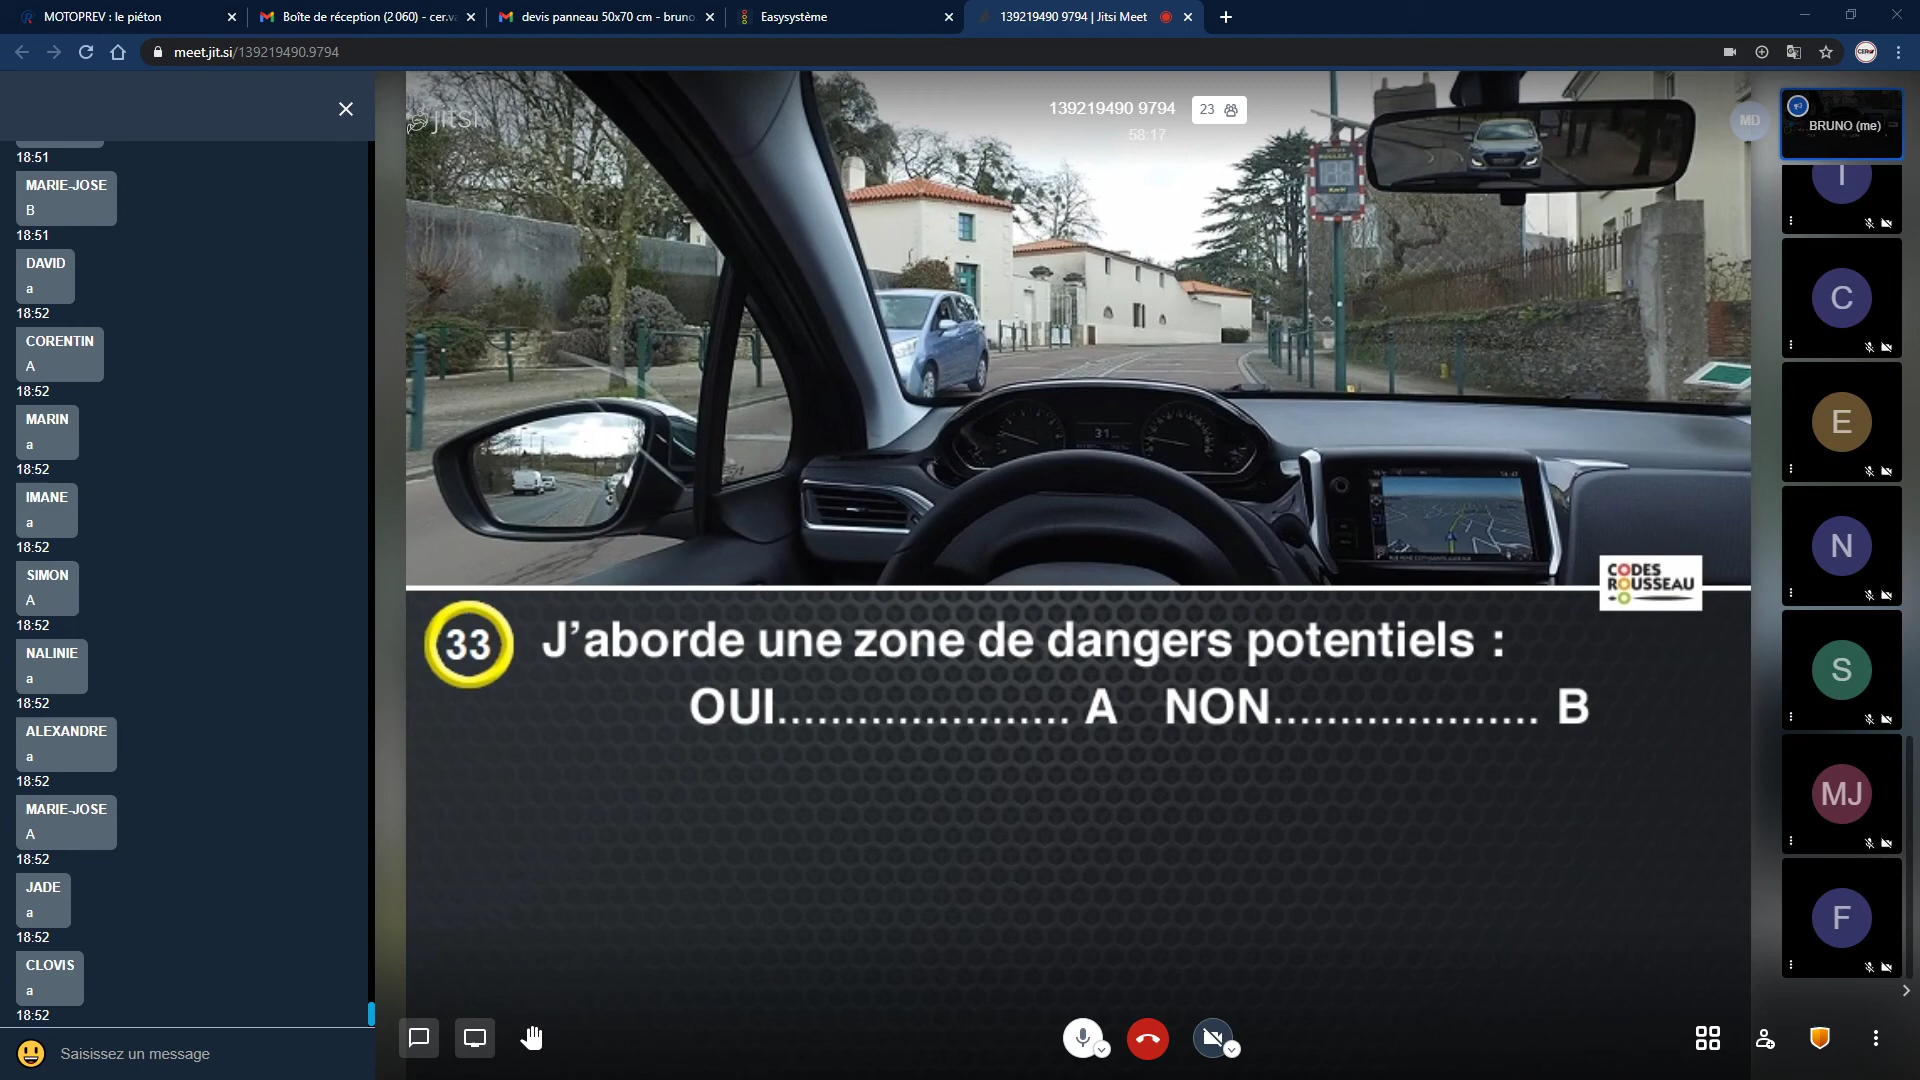 MOTOPREV : le piéton
Boîte de réception (2 060) - cer.va
devis panneau 50x70 cm - bruno.
Easysystème
139219490 9794 | Jitsi Meet
meet.jit.si/139219490.9794
18:51
MARIE-JOSE
B
18:51
DAVID
a
18:52
CORENTIN
A
18:52
MARIN
a
18:52
IMANE
a
18:52
SIMON
A
18:52
NALINIE
a
18:52
ALEXANDRE
a
18:52
MARIE-JOSE
A
18:52
JADE
a
18:52
CLOVIS
a
18:52
Saisissez un message
jitsi
139219490 9794
23
58:17
MD
BRUNO (me)
I
C
E
N
S
MJ
F
31
CODES
ROUSSEAU
33
J'aborde une zone de dangers potentiels :
OUI...................... A NON.................... B